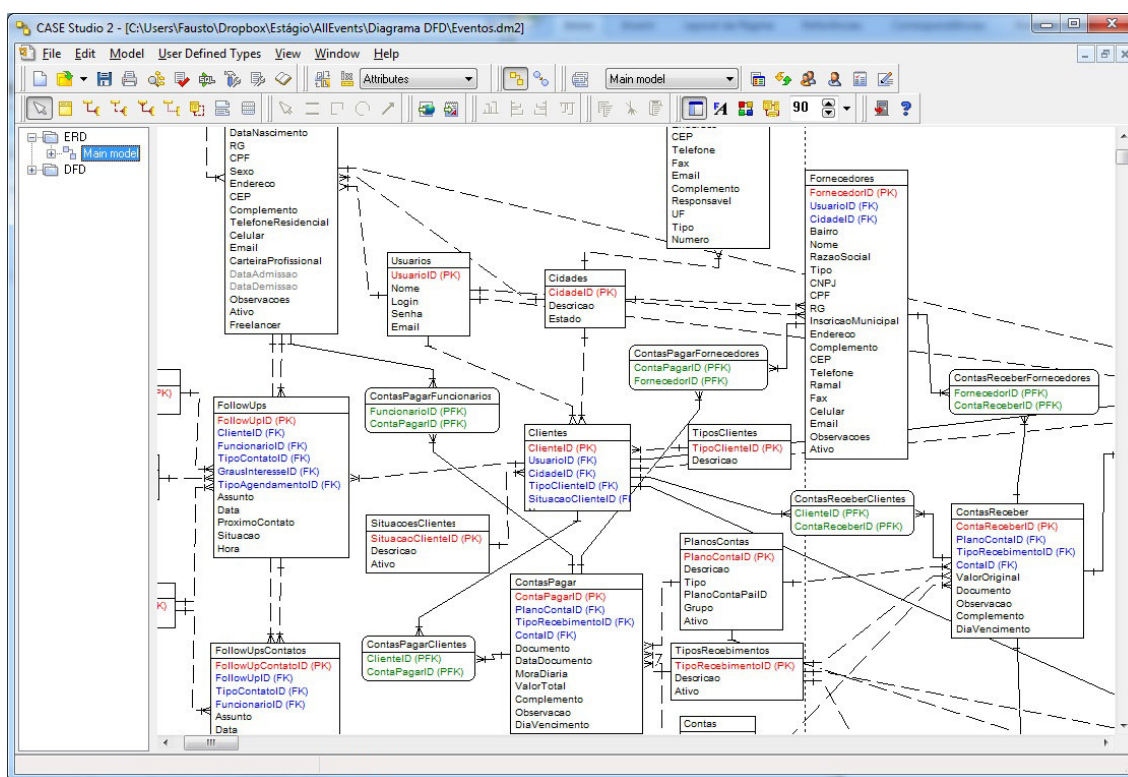 CASE Studio 2 - [C:\Users\Fausto\Dropbox\Estágio\AllEvents\Diagrama DFD\Eventos.dm2]
File Edit Model User Defined Types View Window Help
Attributes
Main model
90
ERD
Main model
DFD
DataNascimento
RG
CPF
Sexo
Endereco
CEP
Complemento
TelefoneResidencial
Celular
Email
CarteiraProfissional
DataAdmissao
DataDemissao
Observacoes
Ativo
Freelancer
Usuarios
UsuarioID (PK)
Nome
Login
Senha
Email
Cidades
CidadeID (PK)
Descricao
Estado
Endereco
CEP
Telefone
Fax
Email
Complemento
Responsavel
UF
Tipo
Numero
Fornecedores
FornecedorID (PK)
UsuarioID (FK)
CidadeID (FK)
Bairro
Nome
RazaoSocial
Tipo
CNPJ
CPF
RG
InscricaoMunicipal
Endereco
Complemento
CEP
Telefone
Ramal
Fax
Celular
Email
Observacoes
Ativo
ContasPagarFornecedores
ContaPagarID (PFK)
FornecedorID (PFK)
ContasReceberFornecedores
FornecedorID (PFK)
ContaReceberID (PFK)
ContasPagarFuncionarios
FuncionarioID (PFK)
ContaPagarID (PFK)
PK)
FollowUps
FollowUpID (PK)
ClienteID (FK)
FuncionarioID (FK)
TipoContatoID (FK)
GrausInteresseID (FK)
TipoAgendamentoID (FK)
Assunto
Data
ProximoContato
Situacao
Hora
Clientes
ClienteID (PK)
UsuarioID (FK)
CidadeID (FK)
TipoClienteID (FK)
SituacaoClienteID (F
TiposClientes
TipoClienteID (PK)
Descricao
ContasReceberClientes
ClienteID (PFK)
ContaReceberID (PFK)
ContasReceber
ContaReceberID (PK)
PlanoContaID (FK)
TipoRecebimentoID (FK)
ContaID (FK)
ValorOriginal
Documento
Observacao
Complemento
DiaVencimento
SituacoesClientes
SituacaoClienteID (PK)
Descricao
Ativo
PlanosContas
PlanoContaID (PK)
Descricao
Tipo
PlanoContaPaiID
Grupo
Ativo
ContasPagar
ContaPagarID (PK)
PlanoContaID (FK)
TipoRecebimentoID (FK)
ContaID (FK)
Documento
DataDocumento
MoraDiaria
ValorTotal
Complemento
Observacao
DiaVencimento
K)
ContasPagarClientes
ClienteID (PFK)
ContaPagarID (PFK)
TiposRecebimentos
TipoRecebimentoID (PK)
Descricao
Ativo
FollowUpsContatos
FollowUpContatoID (PK)
FollowUpID (FK)
TipoContatoID (FK)
FuncionarioID (FK)
Assunto
Data
Contas